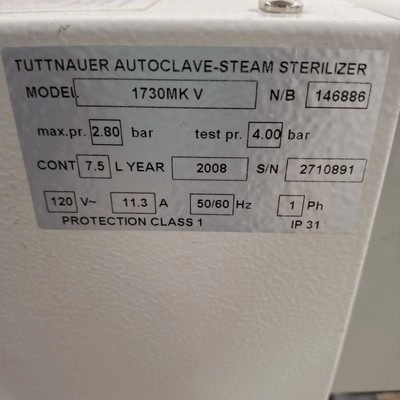 TUTTNAUER AUTOCLAVE-STEAM STERILIZER
MODEL 1730MK V N/B 146886
max.pr. 2.80 bar test pr. 4.00 bar
CONT 7.5 L YEAR 2008 S/N 2710891
120 V~ 11.3 A 50/60 Hz 1 Ph
PROTECTION CLASS 1 IP 31